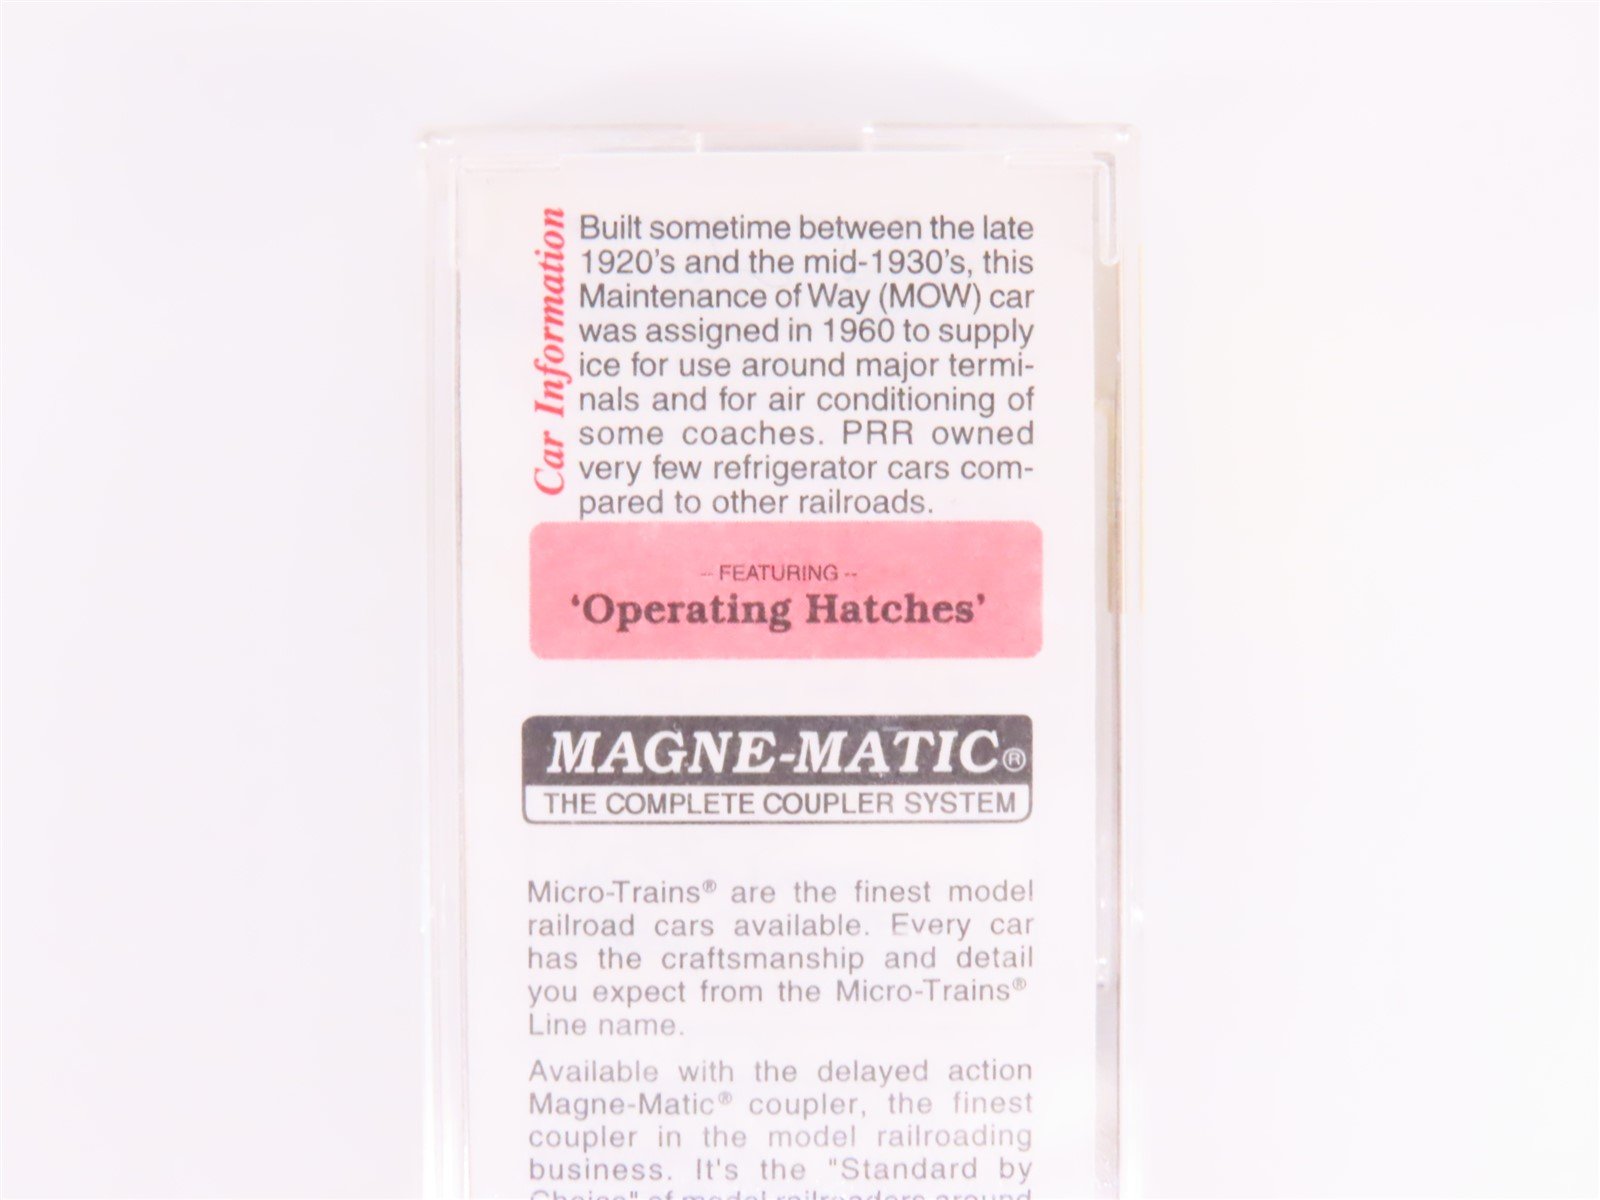 Car Information
Built sometime between the late
1920's and the mid-1930's, this
Maintenance of Way (MOW) car
was assigned in 1960 to supply
ice for use around major termi-
nals and for air conditioning of
some coaches. PRR owned
very few refrigerator cars com-
pared to other railroads.
-- FEATURING --
'Operating Hatches'
MAGNE-MATIC®
THE COMPLETE COUPLER SYSTEM
Micro-Trains® are the finest model
railroad cars available. Every car
has the craftsmanship and detail
you expect from the Micro-Trains®
Line name.
Available with the delayed action
Magne-Matic® coupler, the finest
coupler in the model railroading
business. It's the "Standard by
Choice" of model railroaders around